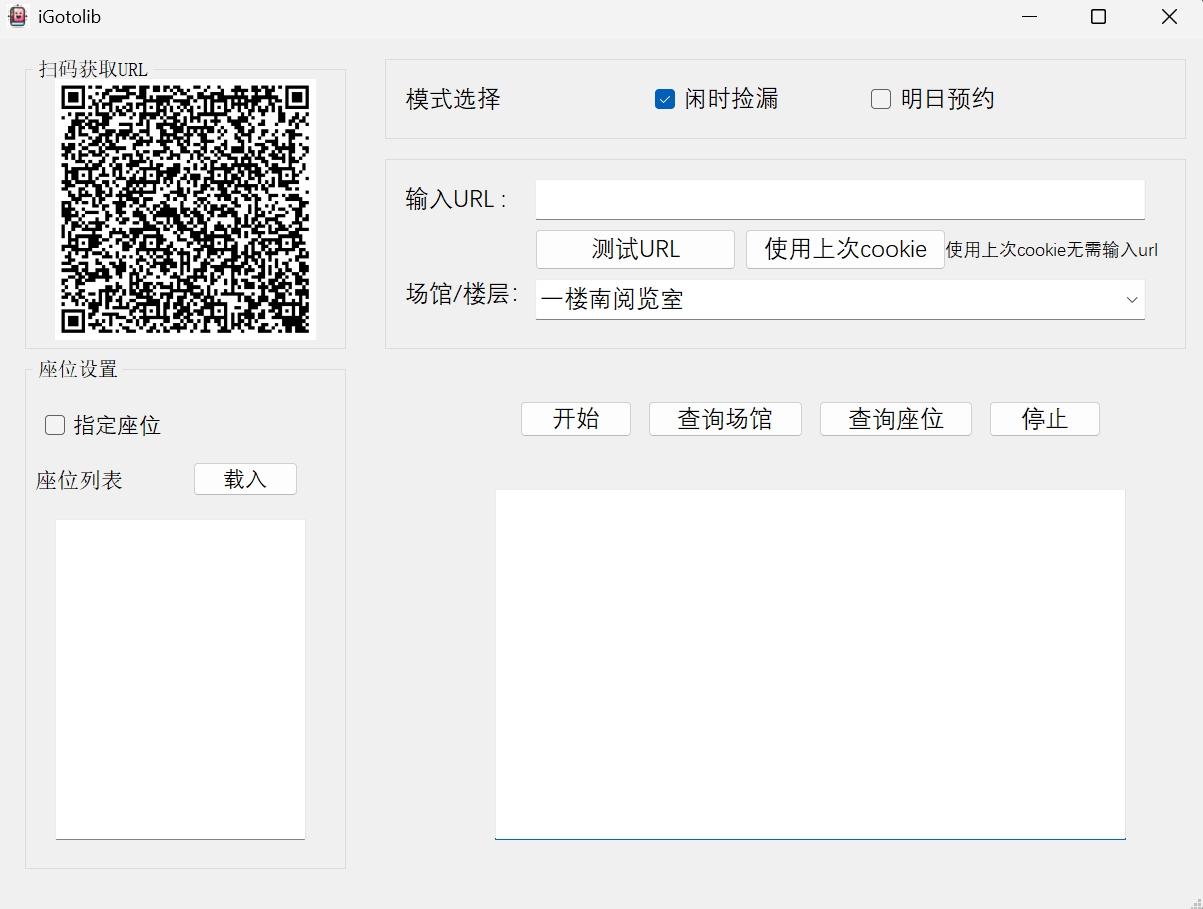 iGotolib
扫码获取URL
模式选择
闲时捡漏
明日预约
输入URL :
测试URL
使用上次cookie
使用上次cookie无需输入url
场馆/楼层：
一楼南阅览室
座位设置
指定座位
座位列表
载入
开始
查询场馆
查询座位
停止